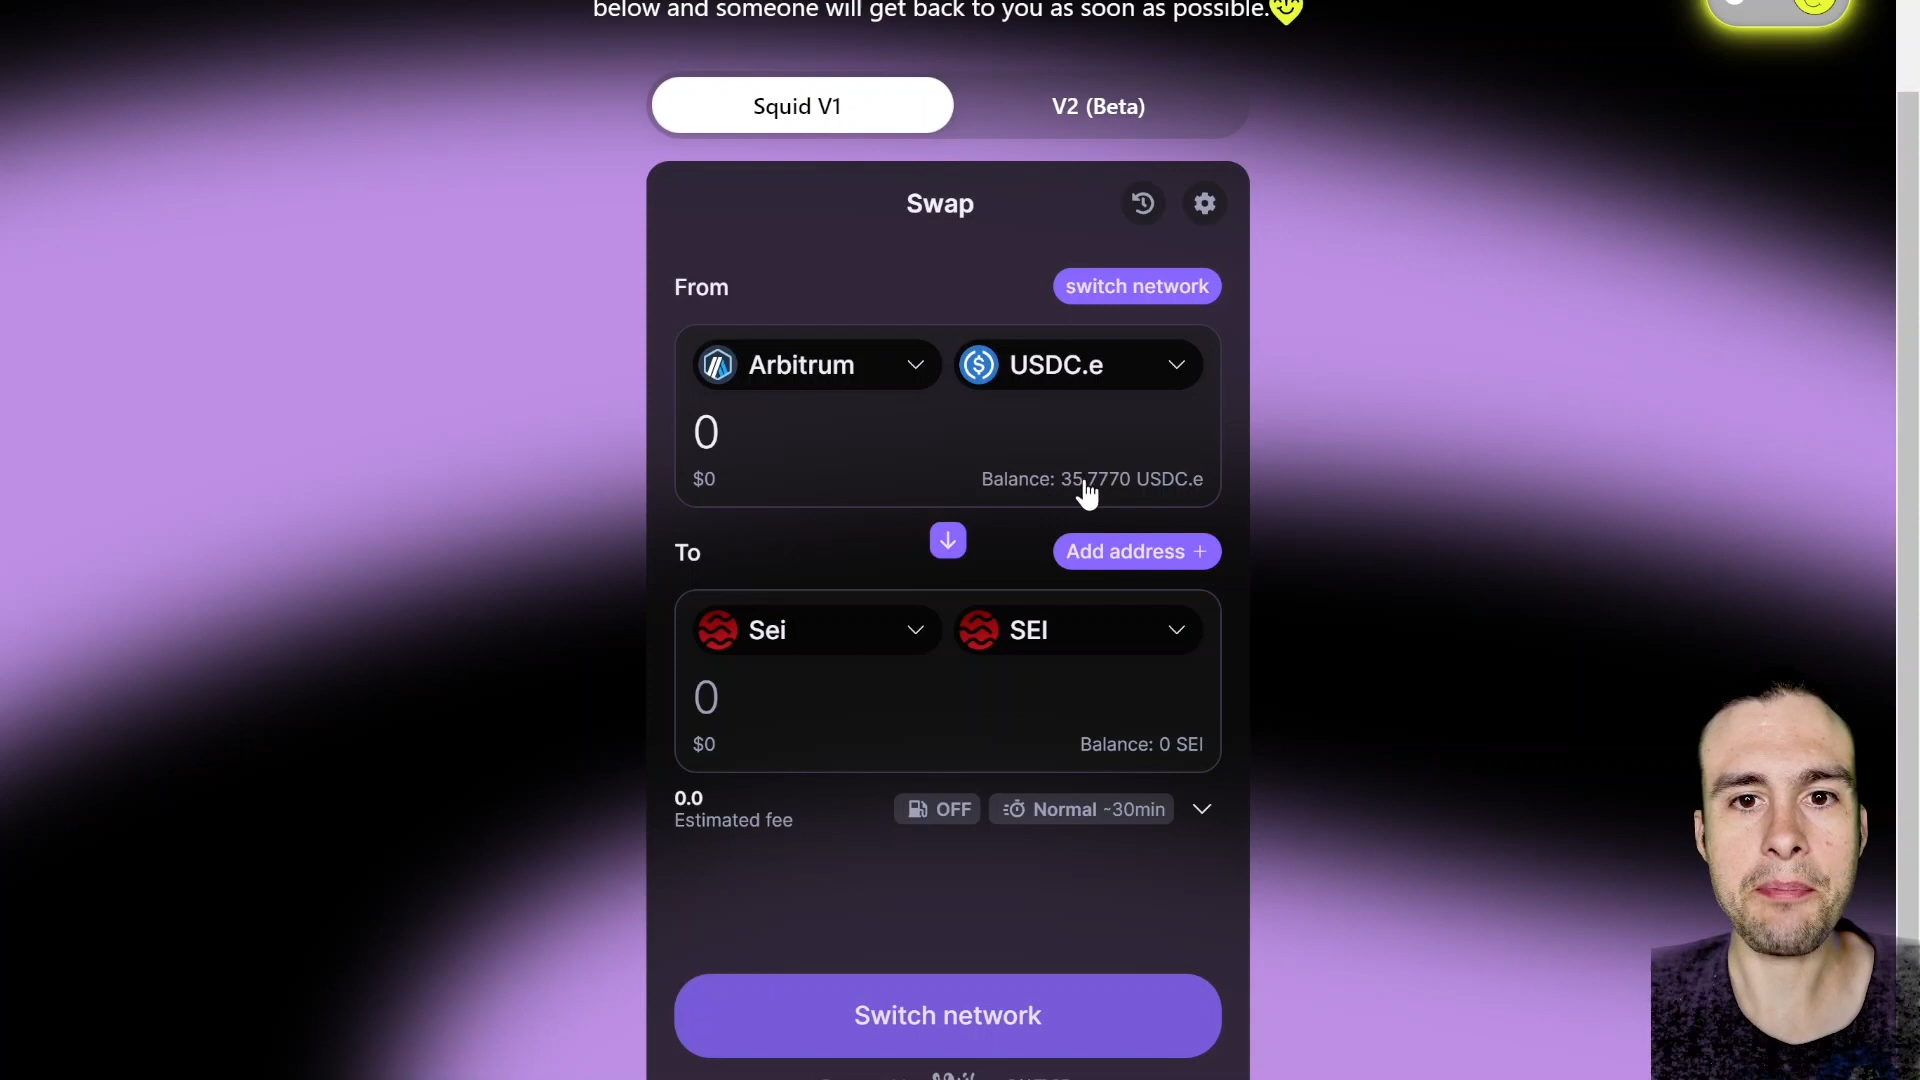 below and someone will get back to you as soon as possible.
Squid V1
V2 (Beta)
Swap
From
switch network
Arbitrum
USDC.e
0
$0
Balance: 35.7770 USDC.e
To
Add address +
Sei
SEI
0
$0
Balance: 0 SEI
0.0
OFF
Normal ~30min
Estimated fee
Switch network